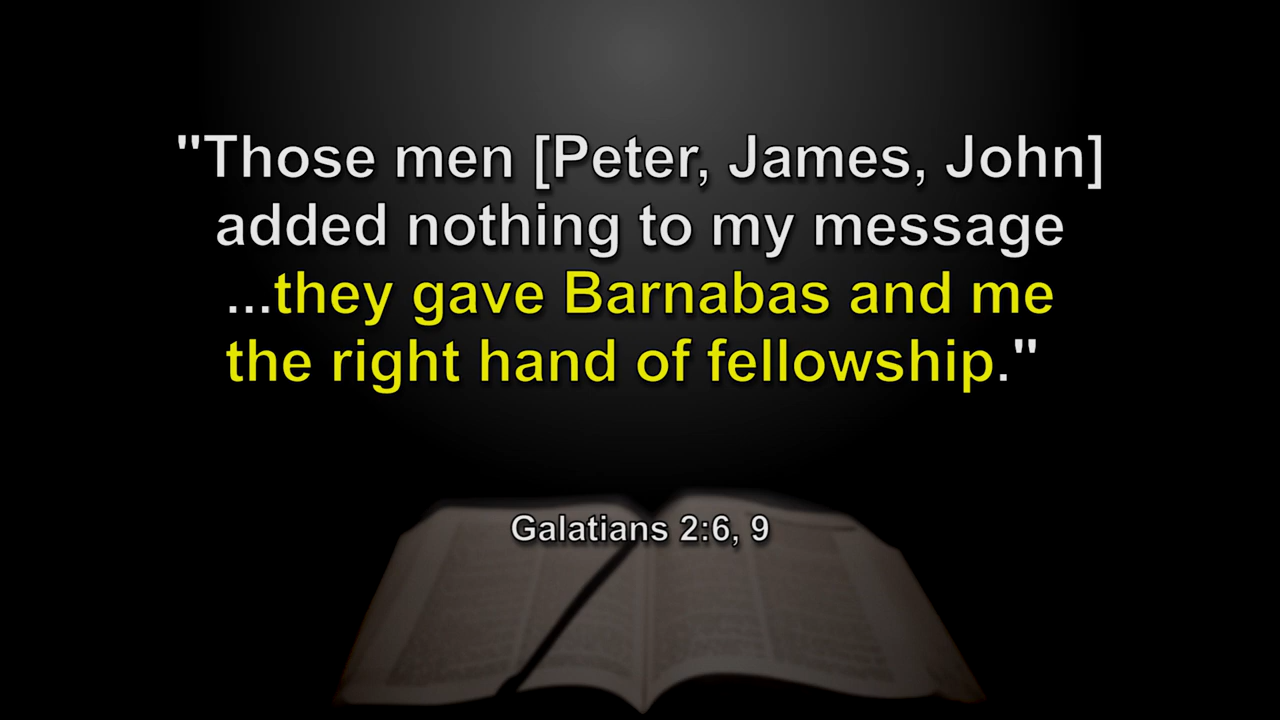 "Those men [Peter, James, John]
added nothing to my message
...they gave Barnabas and me
the right hand of fellowship."
Galatians 2:6, 9